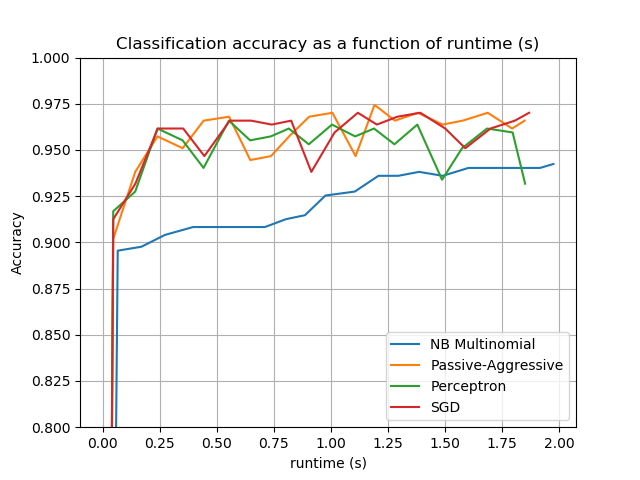 Classification accuracy as a function of runtime (s)
Accuracy
1.000
0.975
0.950
0.925
0.900
0.875
0.850
0.825
0.800
NB Multinomial
Passive-Aggressive
Perceptron
SGD
0.00 0.25 0.50 0.75 1.00 1.25 1.50 1.75 2.00
runtime (s)